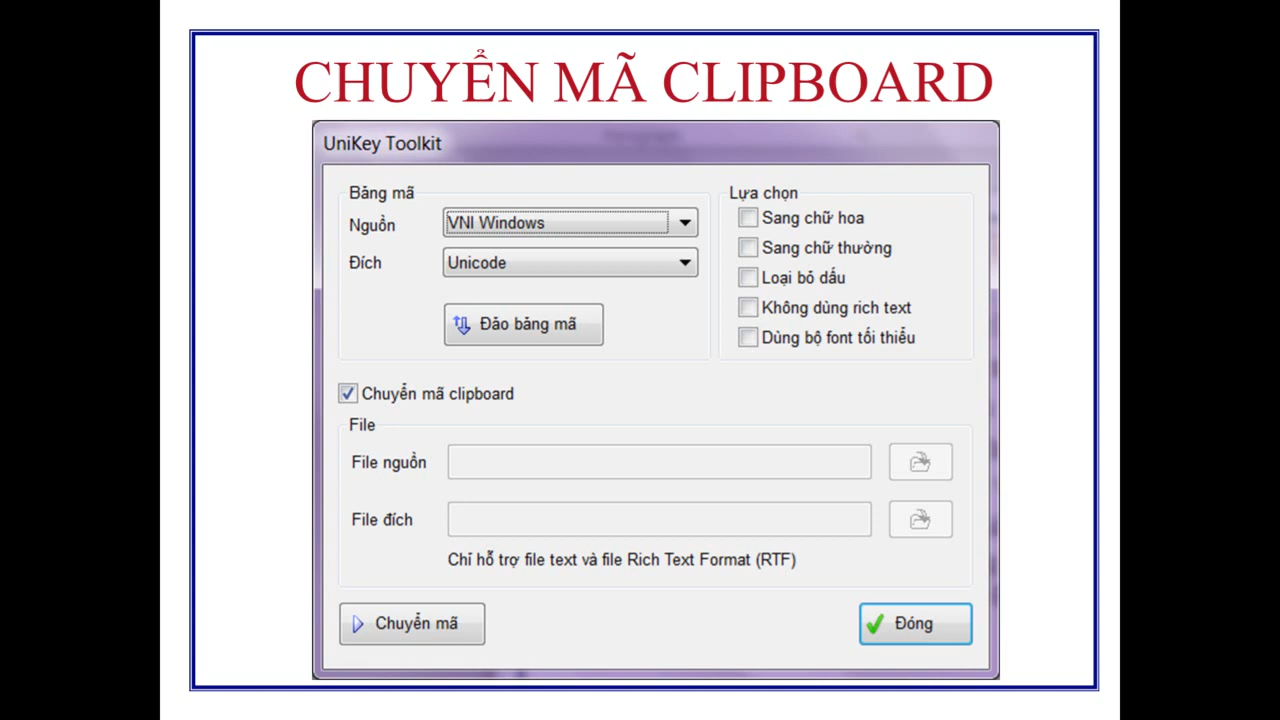 CHUYỂN MÃ CLIPBOARD
UniKey Toolkit
Bảng mã
Nguồn
VNI Windows
Đích
Unicode
Đảo bảng mã
Lựa chọn
Sang chữ hoa
Sang chữ thường
Loại bỏ dấu
Không dùng rich text
Dùng bộ font tối thiểu
Chuyển mã clipboard
File
File nguồn
File đích
Chỉ hỗ trợ file text và file Rich Text Format (RTF)
Chuyển mã
Đóng